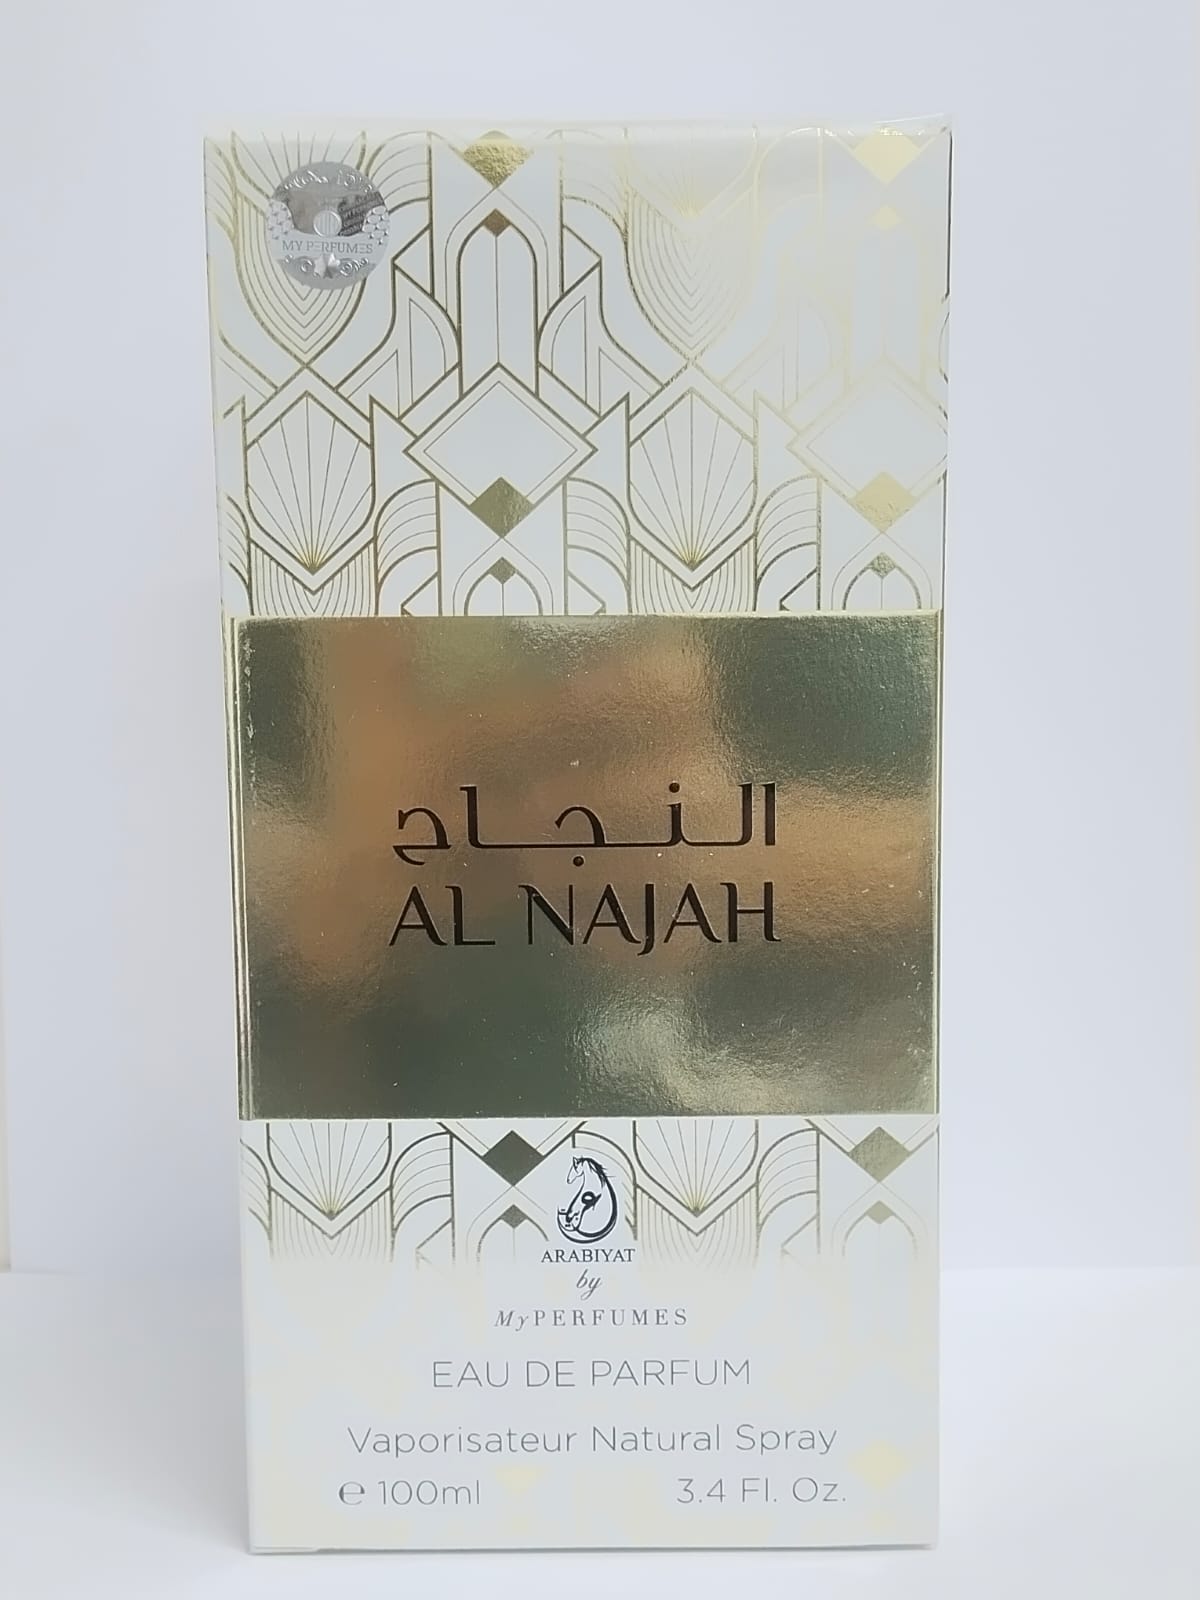 MY PERFUMES
النجاح
AL NAJAH
ARABIYAT
by
MyPERFUMES
EAU DE PARFUM
Vaporisateur Natural Spray
℮ 100ml 3.4 Fl. Oz.